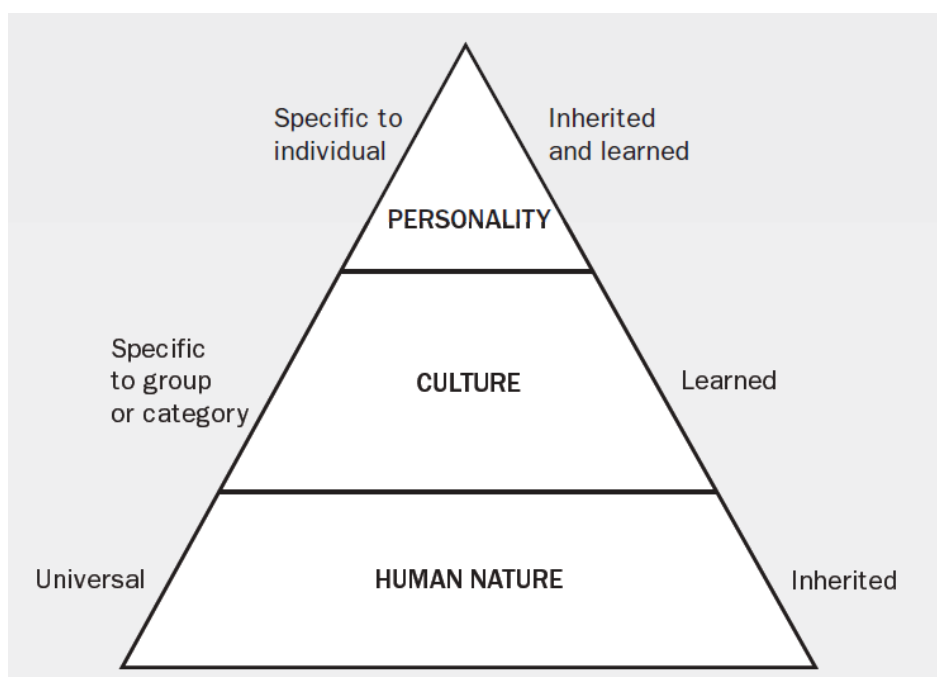 Specific to
individual
Inherited
and learned
PERSONALITY
Specific
to group
or category
CULTURE
Learned
Universal
HUMAN NATURE
Inherited